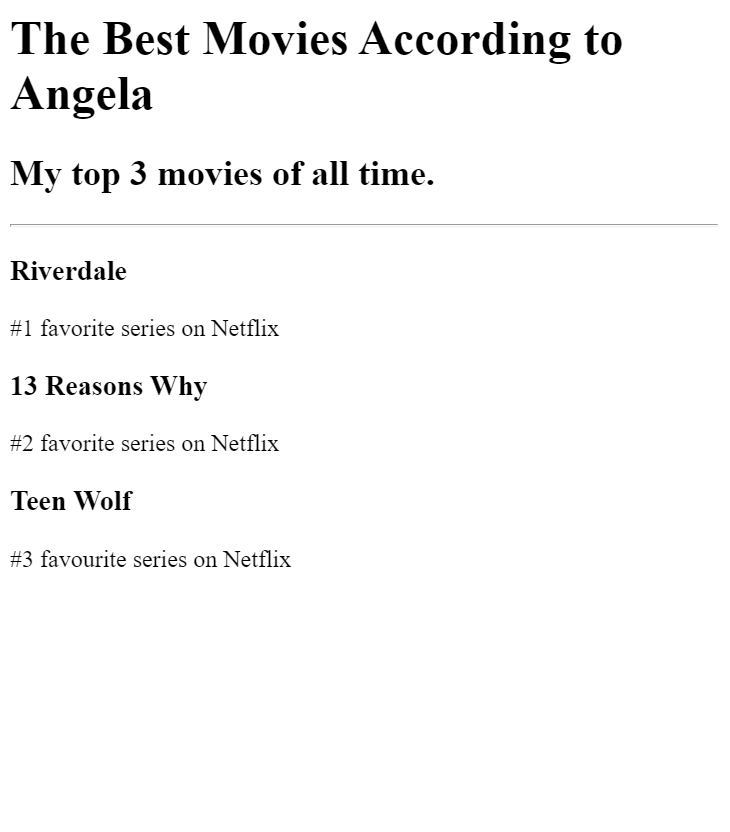 The Best Movies According to
Angela
My top 3 movies of all time.
Riverdale
#1 favorite series on Netflix
13 Reasons Why
#2 favorite series on Netflix
Teen Wolf
#3 favourite series on Netflix